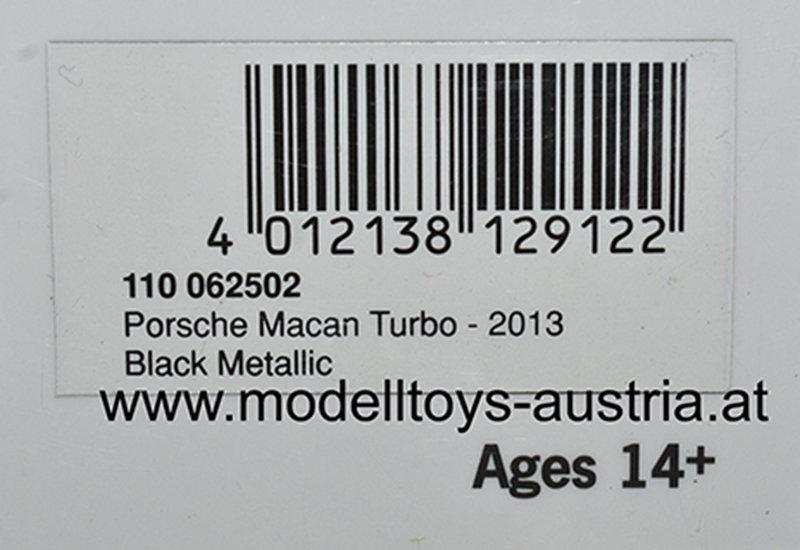 4 012138 129122
110 062502
Porsche Macan Turbo - 2013
Black Metallic
www.modelltoys-austria.at
Ages 14+